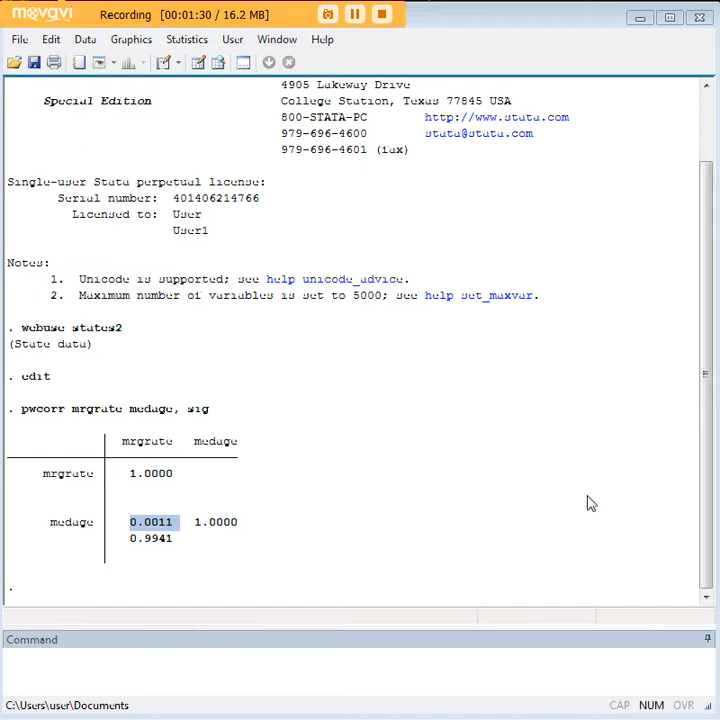 movavi Recording [00:01:30 / 16.2 MB]
File Edit Data Graphics Statistics User Window Help
4905 Lakeway Drive
Special Edition College Station, Texas 77845 USA
800-STATA-PC http://www.stata.com
979-696-4600 stata@stata.com
979-696-4601 (fax)
Single-user Stata perpetual license:
Serial number: 401406214766
Licensed to: User
User1
Notes:
1. Unicode is supported; see help unicode_advice.
2. Maximum number of variables is set to 5000; see help set_maxvar.
. webuse states2
(State data)
. edit
. pwcorr mrgrate medage, sig
mrgrate medage
mrgrate 1.0000
medage 0.0011 1.0000
0.9941
.
Command
C:\Users\user\Documents CAP NUM OVR